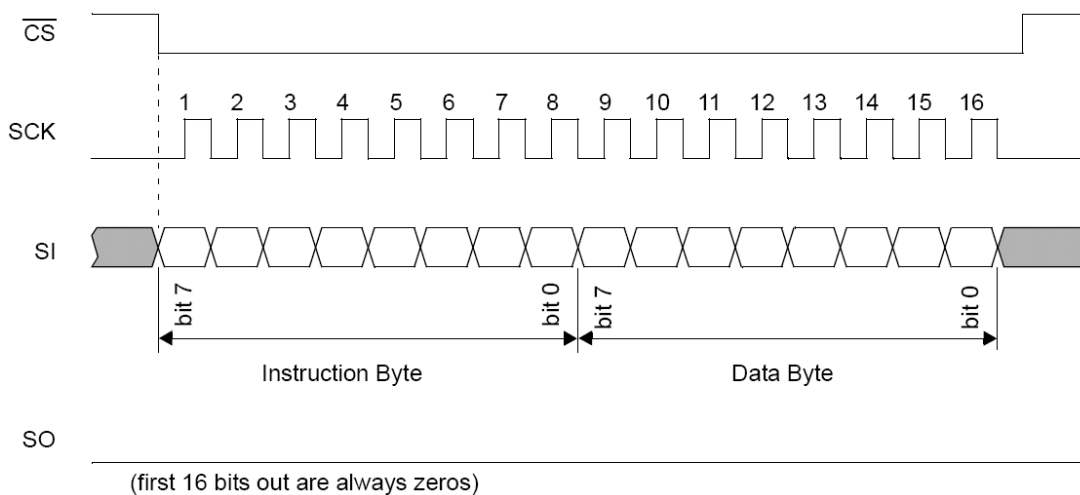 CS
1 2 3 4 5 6 7 8 9 10 11 12 13 14 15 16
SCK
SI
bit 7
bit 0
bit 7
bit 0
Instruction Byte
Data Byte
SO
(first 16 bits out are always zeros)